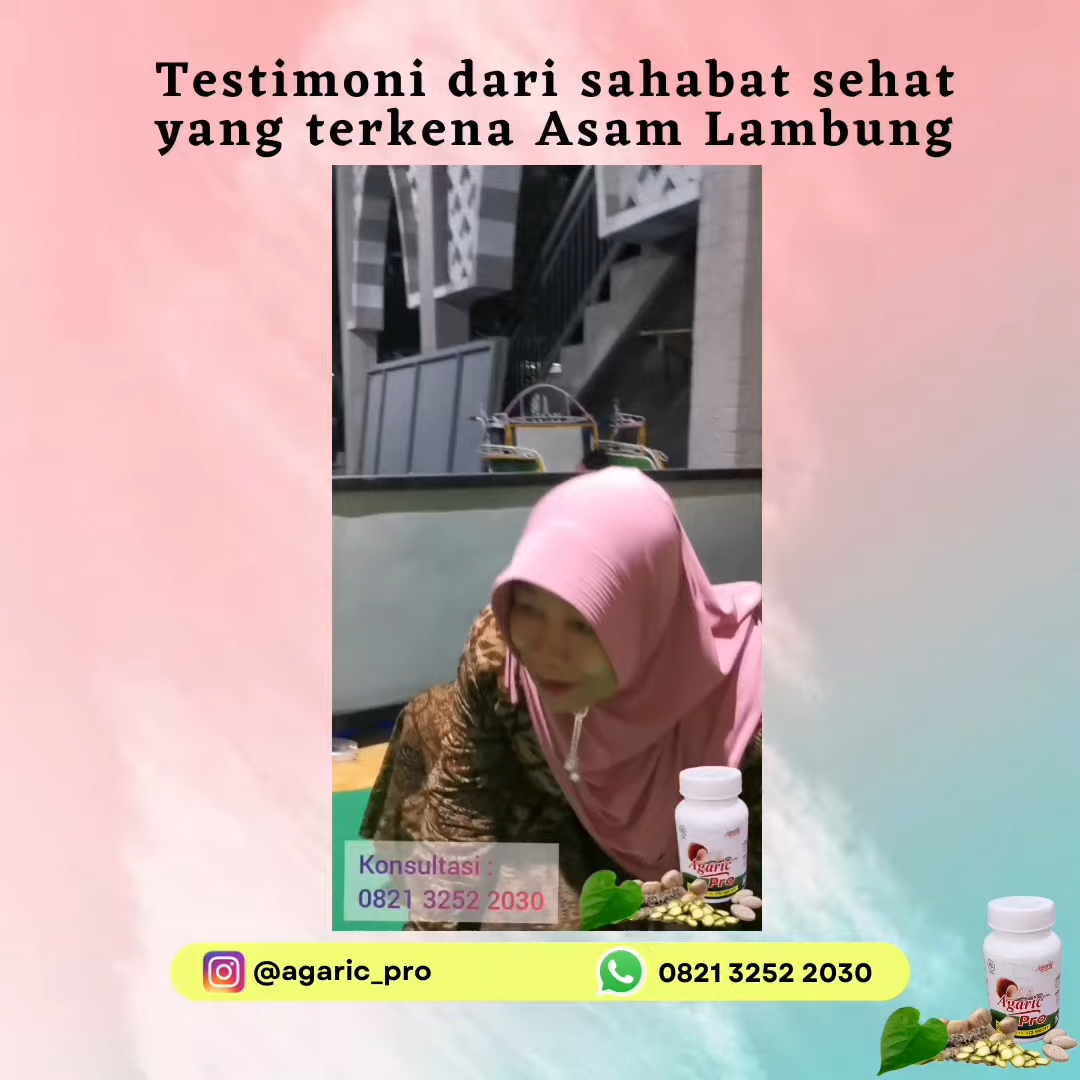 Testimoni dari sahabat sehat
yang terkena Asam Lambung
Konsultasi :
0821 3252 2030
Agaric
Pro
@agaric_pro
0821 3252 2030
Agaric
Pro